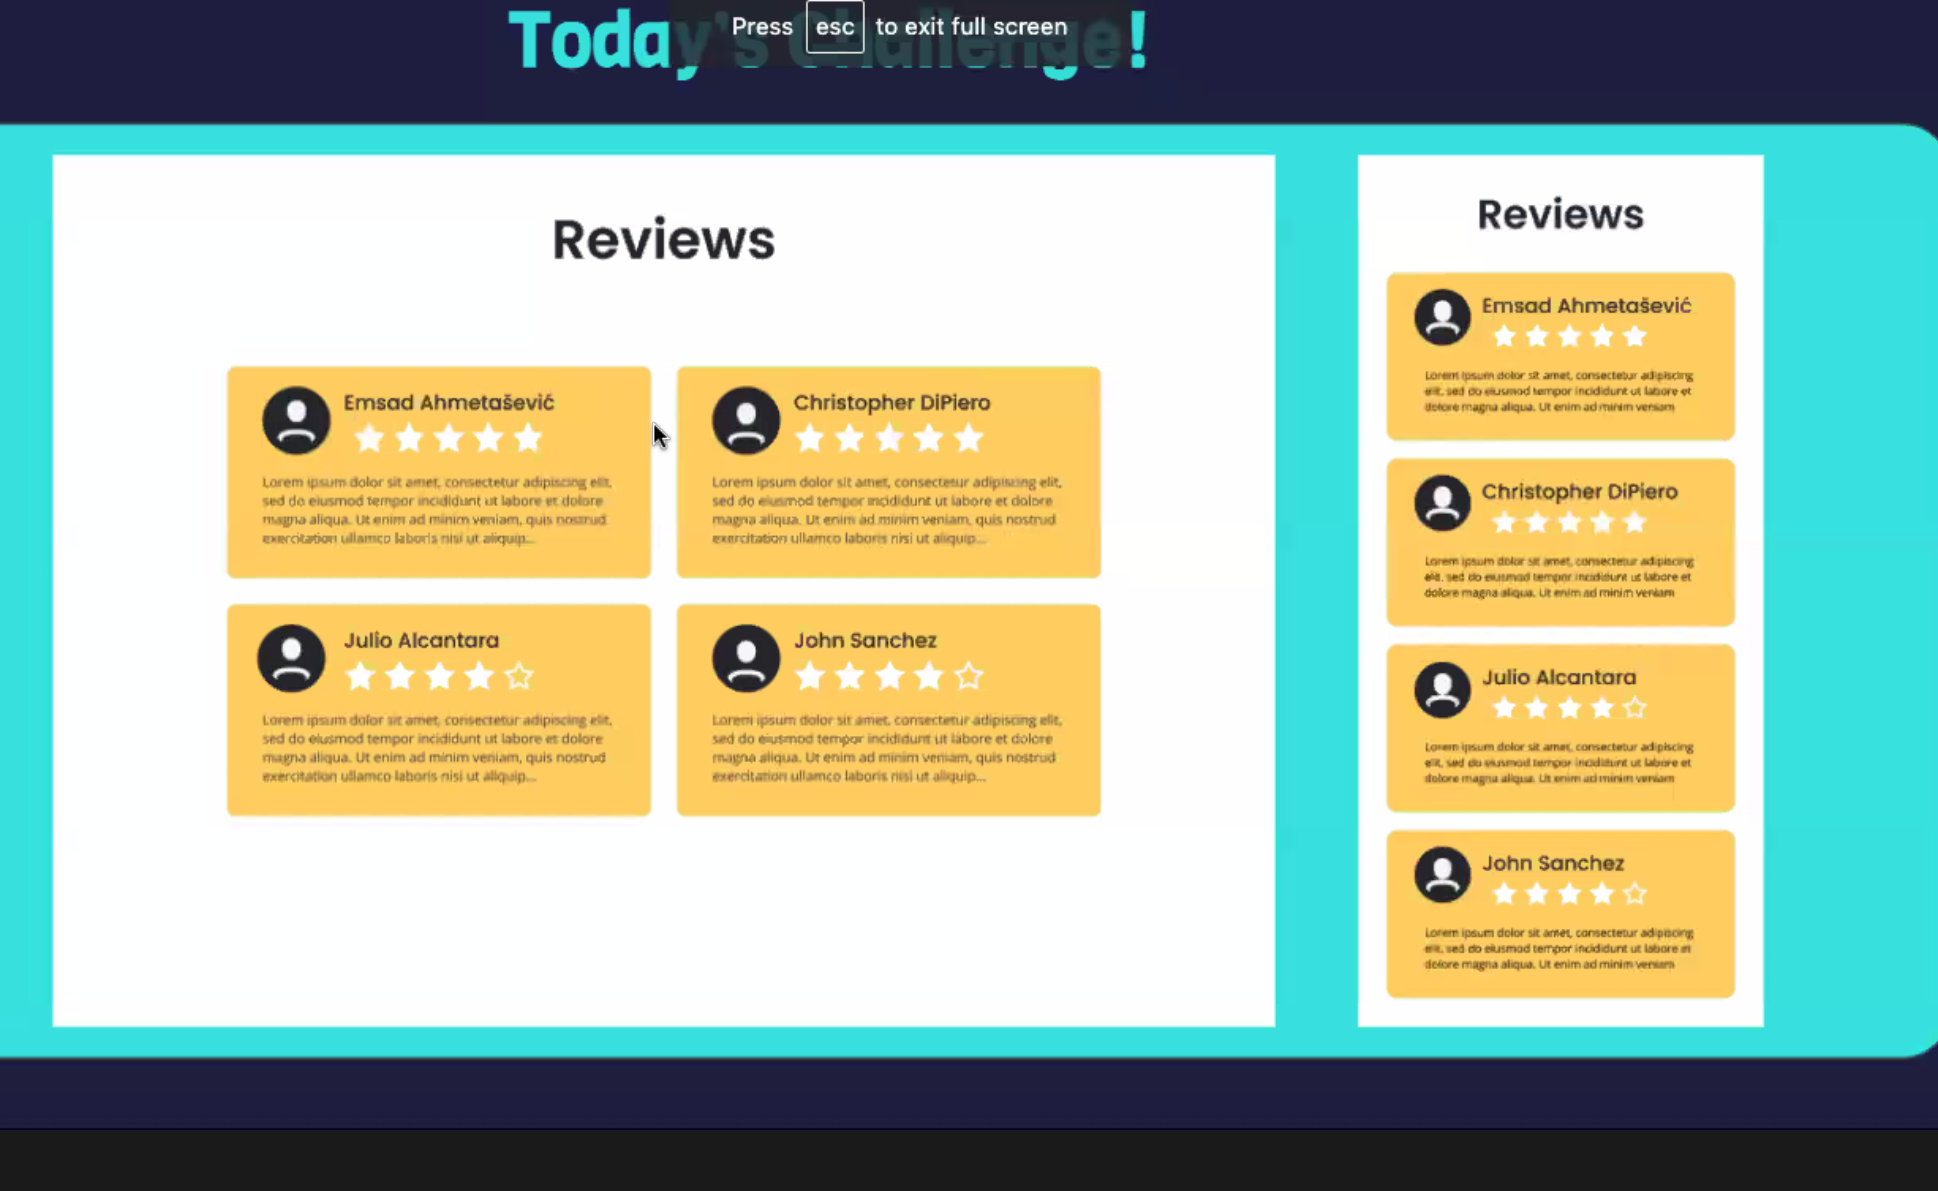 Today's Challenge!
Press esc to exit full screen
Reviews
Emsad Ahmetašević
Lorem ipsum dolor sit amet, consectetur adipiscing elit,
sed do eiusmod tempor incididunt ut labore et dolore
magna aliqua. Ut enim ad minim veniam, quis nostrud
exercitation ullamco laboris nisi ut aliquip...
Christopher DiPiero
Lorem ipsum dolor sit amet, consectetur adipiscing elit,
sed do eiusmod tempor incididunt ut labore et dolore
magna aliqua. Ut enim ad minim veniam, quis nostrud
exercitation ullamco laboris nisi ut aliquip...
Julio Alcantara
Lorem ipsum dolor sit amet, consectetur adipiscing elit,
sed do eiusmod tempor incididunt ut labore et dolore
magna aliqua. Ut enim ad minim veniam, quis nostrud
exercitation ullamco laboris nisi ut aliquip...
John Sanchez
Lorem ipsum dolor sit amet, consectetur adipiscing elit,
sed do eiusmod tempor incididunt ut labore et dolore
magna aliqua. Ut enim ad minim veniam, quis nostrud
exercitation ullamco laboris nisi ut aliquip...
Reviews
Emsad Ahmetašević
Lorem ipsum dolor sit amet, consectetur adipiscing
elit, sed do eiusmod tempor incididunt ut labore et
dolore magna aliqua. Ut enim ad minim veniam
Christopher DiPiero
Lorem ipsum dolor sit amet, consectetur adipiscing
elit, sed do eiusmod tempor incididunt ut labore et
dolore magna aliqua. Ut enim ad minim veniam
Julio Alcantara
Lorem ipsum dolor sit amet, consectetur adipiscing
elit, sed do eiusmod tempor incididunt ut labore et
dolore magna aliqua. Ut enim ad minim veniam
John Sanchez
Lorem ipsum dolor sit amet, consectetur adipiscing
elit, sed do eiusmod tempor incididunt ut labore et
dolore magna aliqua. Ut enim ad minim veniam